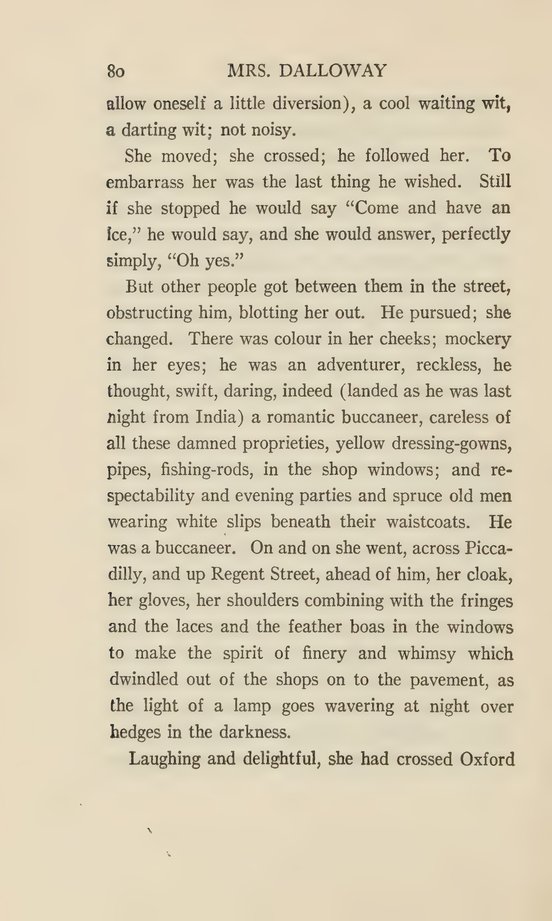 80 MRS. DALLOWAY
allow oneself a little diversion), a cool waiting wit,
a darting wit; not noisy.
She moved; she crossed; he followed her. To
embarrass her was the last thing he wished. Still
if she stopped he would say "Come and have an
ice," he would say, and she would answer, perfectly
simply, "Oh yes."
But other people got between them in the street,
obstructing him, blotting her out. He pursued; she
changed. There was colour in her cheeks; mockery
in her eyes; he was an adventurer, reckless, he
thought, swift, daring, indeed (landed as he was last
night from India) a romantic buccaneer, careless of
all these damned proprieties, yellow dressing-gowns,
pipes, fishing-rods, in the shop windows; and re-
spectability and evening parties and spruce old men
wearing white slips beneath their waistcoats. He
was a buccaneer. On and on she went, across Picca-
dilly, and up Regent Street, ahead of him, her cloak,
her gloves, her shoulders combining with the fringes
and the laces and the feather boas in the windows
to make the spirit of finery and whimsy which
dwindled out of the shops on to the pavement, as
the light of a lamp goes wavering at night over
hedges in the darkness.
Laughing and delightful, she had crossed Oxford